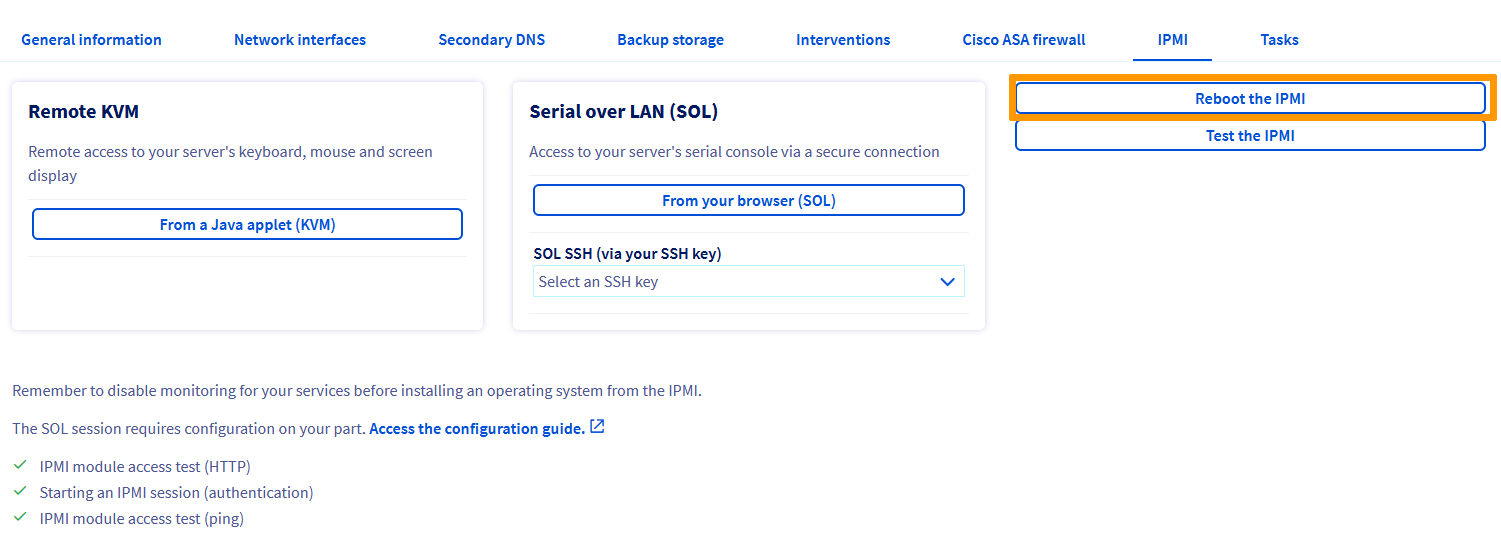 General information
Network interfaces
Secondary DNS
Backup storage
Interventions
Cisco ASA firewall
IPMI
Tasks
Remote KVM
Remote access to your server's keyboard, mouse and screen
display
From a Java applet (KVM)
Serial over LAN (SOL)
Access to your server's serial console via a secure connection
From your browser (SOL)
SOL SSH (via your SSH key)
Select an SSH key
Reboot the IPMI
Test the IPMI
Remember to disable monitoring for your services before installing an operating system from the IPMI.
The SOL session requires configuration on your part. Access the configuration guide.
IPMI module access test (HTTP)
Starting an IPMI session (authentication)
IPMI module access test (ping)